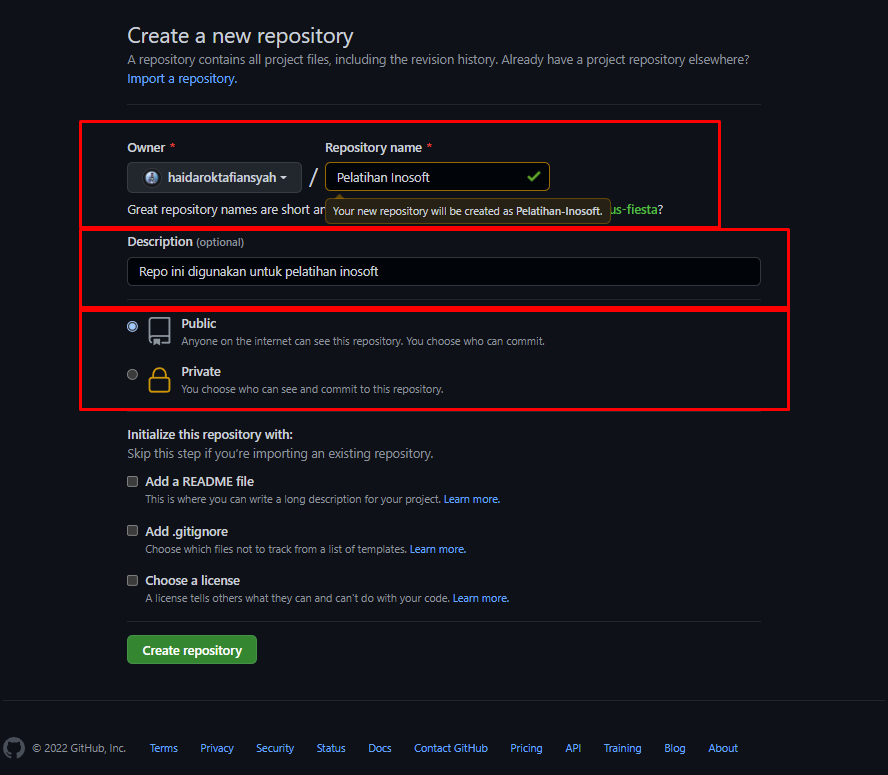 Create a new repository
A repository contains all project files, including the revision history. Already have a project repository elsewhere?
Import a repository.
Owner * Repository name *
haidaroktafiansyah / Pelatihan Inosoft
Great repository names are short an us-fiesta?
Your new repository will be created as Pelatihan-Inosoft.
Description (optional)
Repo ini digunakan untuk pelatihan inosoft
Public
Anyone on the internet can see this repository. You choose who can commit.
Private
You choose who can see and commit to this repository.
Initialize this repository with:
Skip this step if you're importing an existing repository.
Add a README file
This is where you can write a long description for your project. Learn more.
Add .gitignore
Choose which files not to track from a list of templates. Learn more.
Choose a license
A license tells others what they can and can't do with your code. Learn more.
Create repository
© 2022 GitHub, Inc. Terms Privacy Security Status Docs Contact GitHub Pricing API Training Blog About